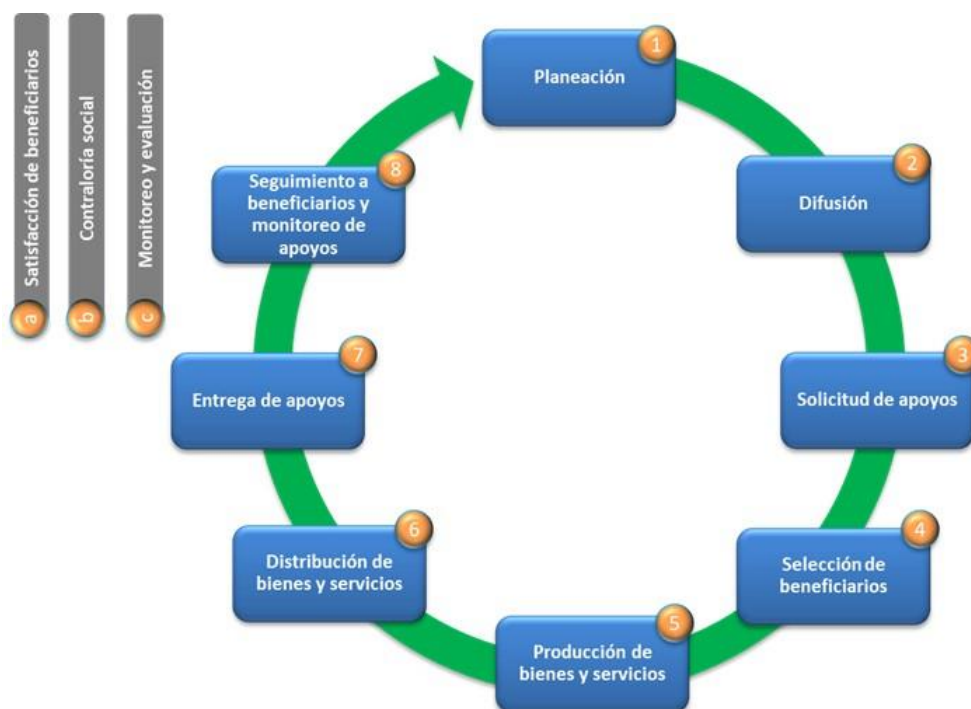 Satisfacción de beneficiarios
a
Contraloría social
b
Monitoreo y evaluación
c
1
Planeación
2
Difusión
3
Solicitud de apoyos
4
Selección de
beneficiarios
5
Producción de
bienes y servicios
6
Distribución de
bienes y servicios
7
Entrega de apoyos
8
Seguimiento a
beneficiarios y
monitoreo de
apoyos